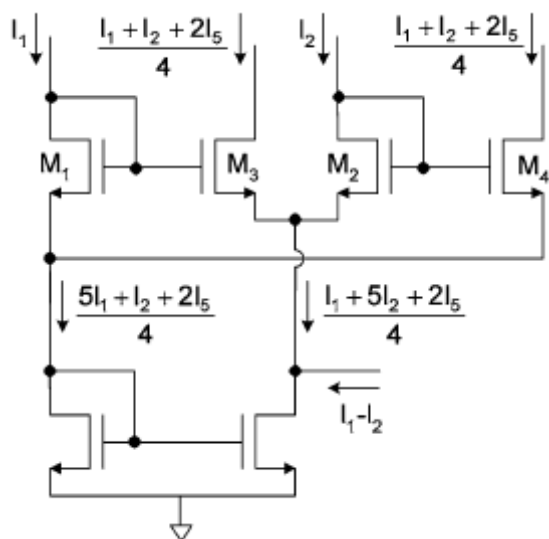 I₁
I₁ + I₂ + 2I₅
4
I₂
I₁ + I₂ + 2I₅
4
M₁
M₃
M₂
M₄
5I₁ + I₂ + 2I₅
4
I₁ + 5I₂ + 2I₅
4
I₁-I₂